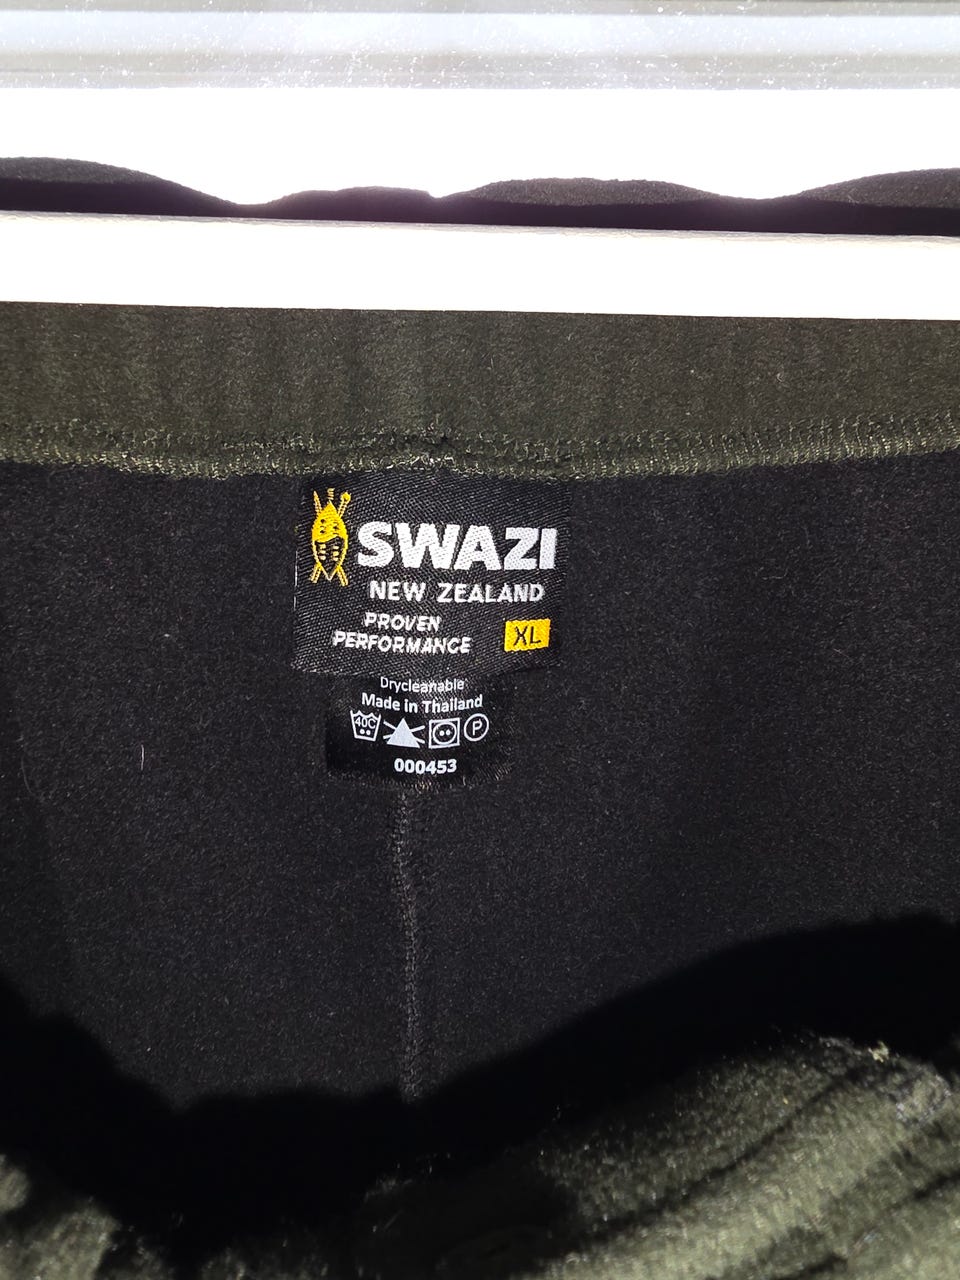 SWAZI
NEW ZEALAND
PROVEN
PERFORMANCE
XL
Drycleanable
Made in Thailand
40C
P
000453